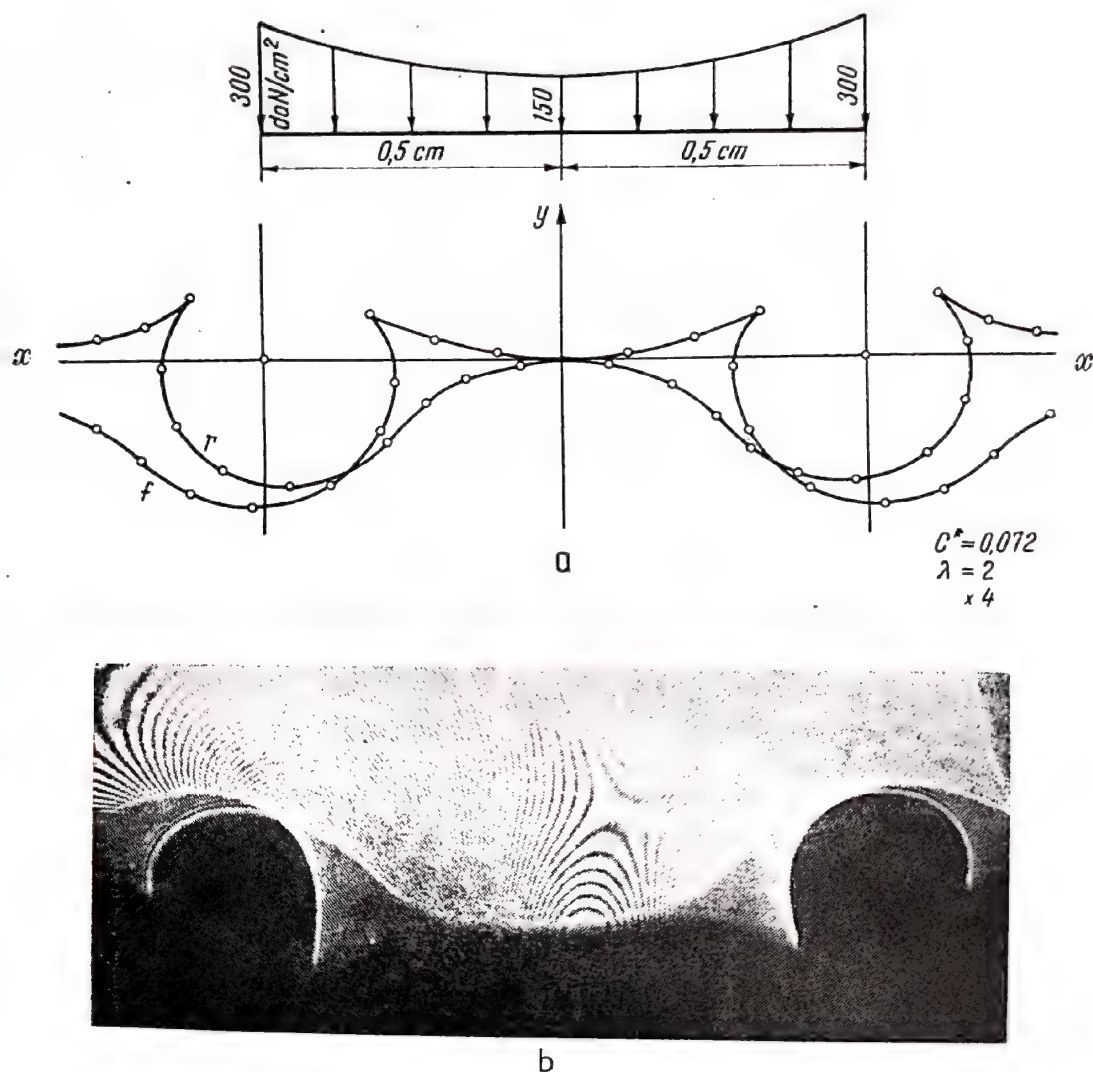 300
daN/cm²
150
300
0,5 cm
0,5 cm
y
x
x
r
f
a
C* = 0,072
λ = 2
× 4
b